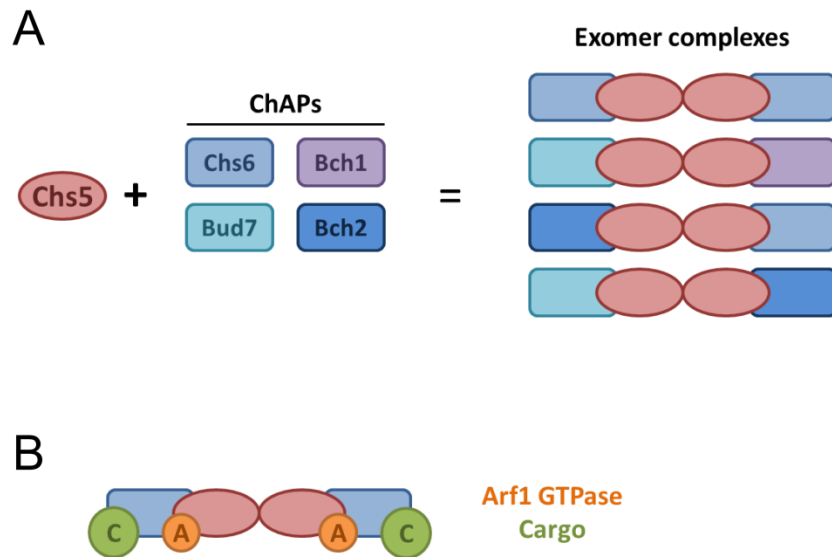 A
Exomer complexes
ChAPs
Chs6 Bch1
Chs5 + =
Bud7 Bch2
B
Arf1 GTPase
C A A C
Cargo